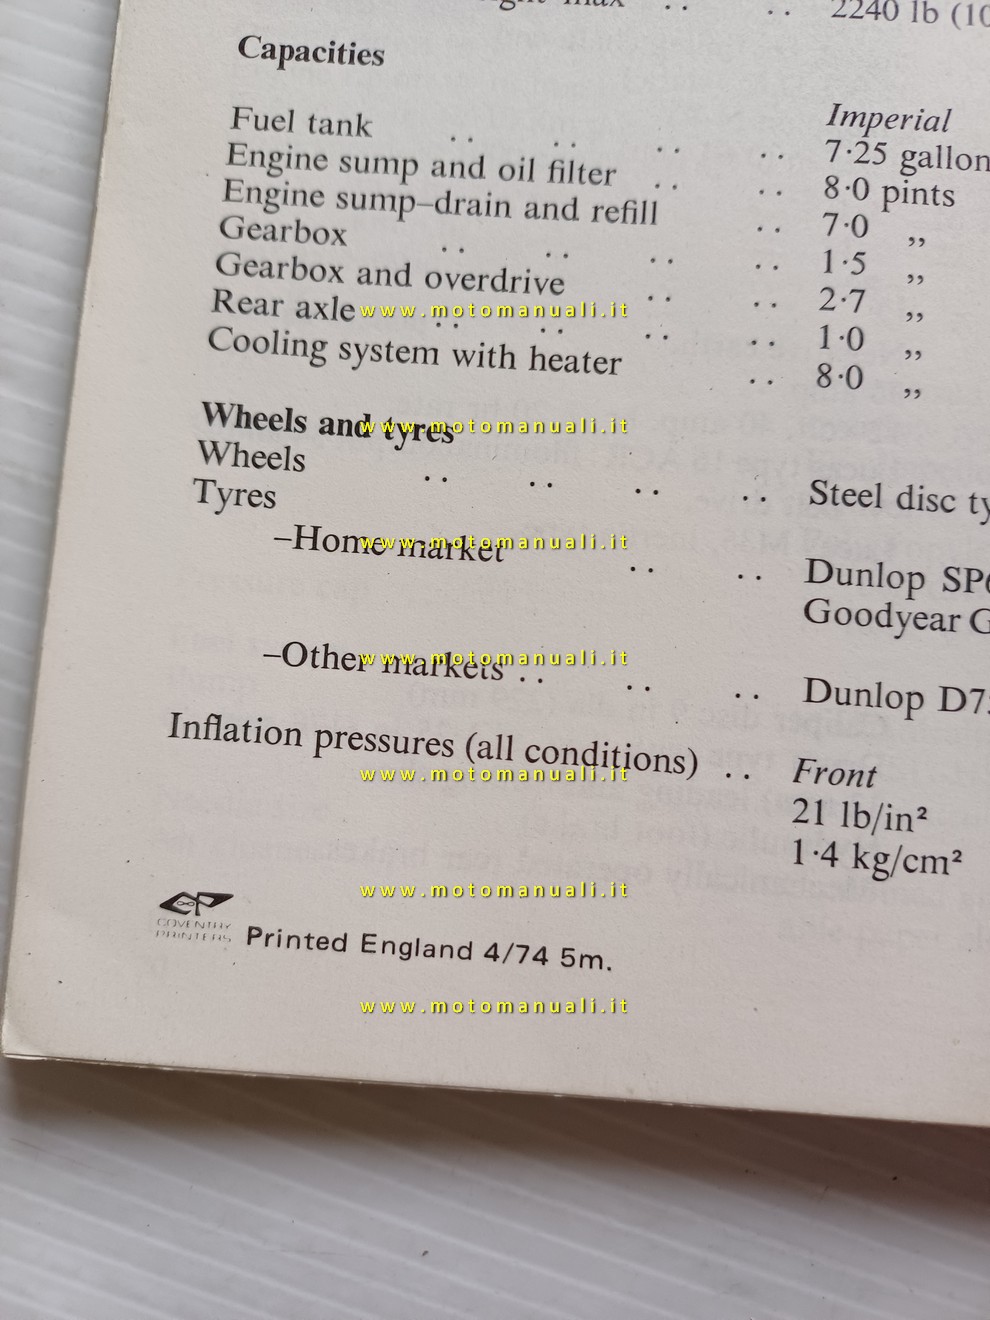 2240 lb (10
Capacities
Imperial
Fuel tank .. .. .. .. 7·25 gallon
Engine sump and oil filter .. .. 8·0 pints
Engine sump–drain and refill .. 7·0 ,,
Gearbox .. .. .. .. 1·5 ,,
Gearbox and overdrive .. .. 2·7 ,,
Rear axle .. .. .. .. 1·0 ,,
www.motomanuali.it
Cooling system with heater .. 8·0 ,,
Wheels and tyres
www.motomanuali.it
Wheels .. .. .. .. Steel disc ty
Tyres
–Home market .. .. Dunlop SP6
www.motomanuali.it
Goodyear G
–Other markets .. .. .. Dunlop D7
www.motomanuali.it
Inflation pressures (all conditions) .. Front
www.motomanuali.it
21 lb/in²
1·4 kg/cm²
www.motomanuali.it
CP
COVENTRY
PRINTERS
Printed England 4/74 5m.
www.motomanuali.it